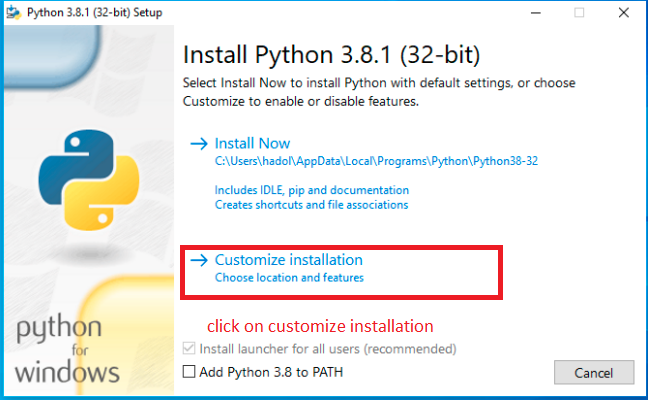 Python 3.8.1 (32-bit) Setup
Install Python 3.8.1 (32-bit)
Select Install Now to install Python with default settings, or choose
Customize to enable or disable features.
Install Now
C:\Users\hadol\AppData\Local\Programs\Python\Python38-32
Includes IDLE, pip and documentation
Creates shortcuts and file associations
Customize installation
Choose location and features
click on customize installation
python
for
windows
Install launcher for all users (recommended)
Add Python 3.8 to PATH
Cancel